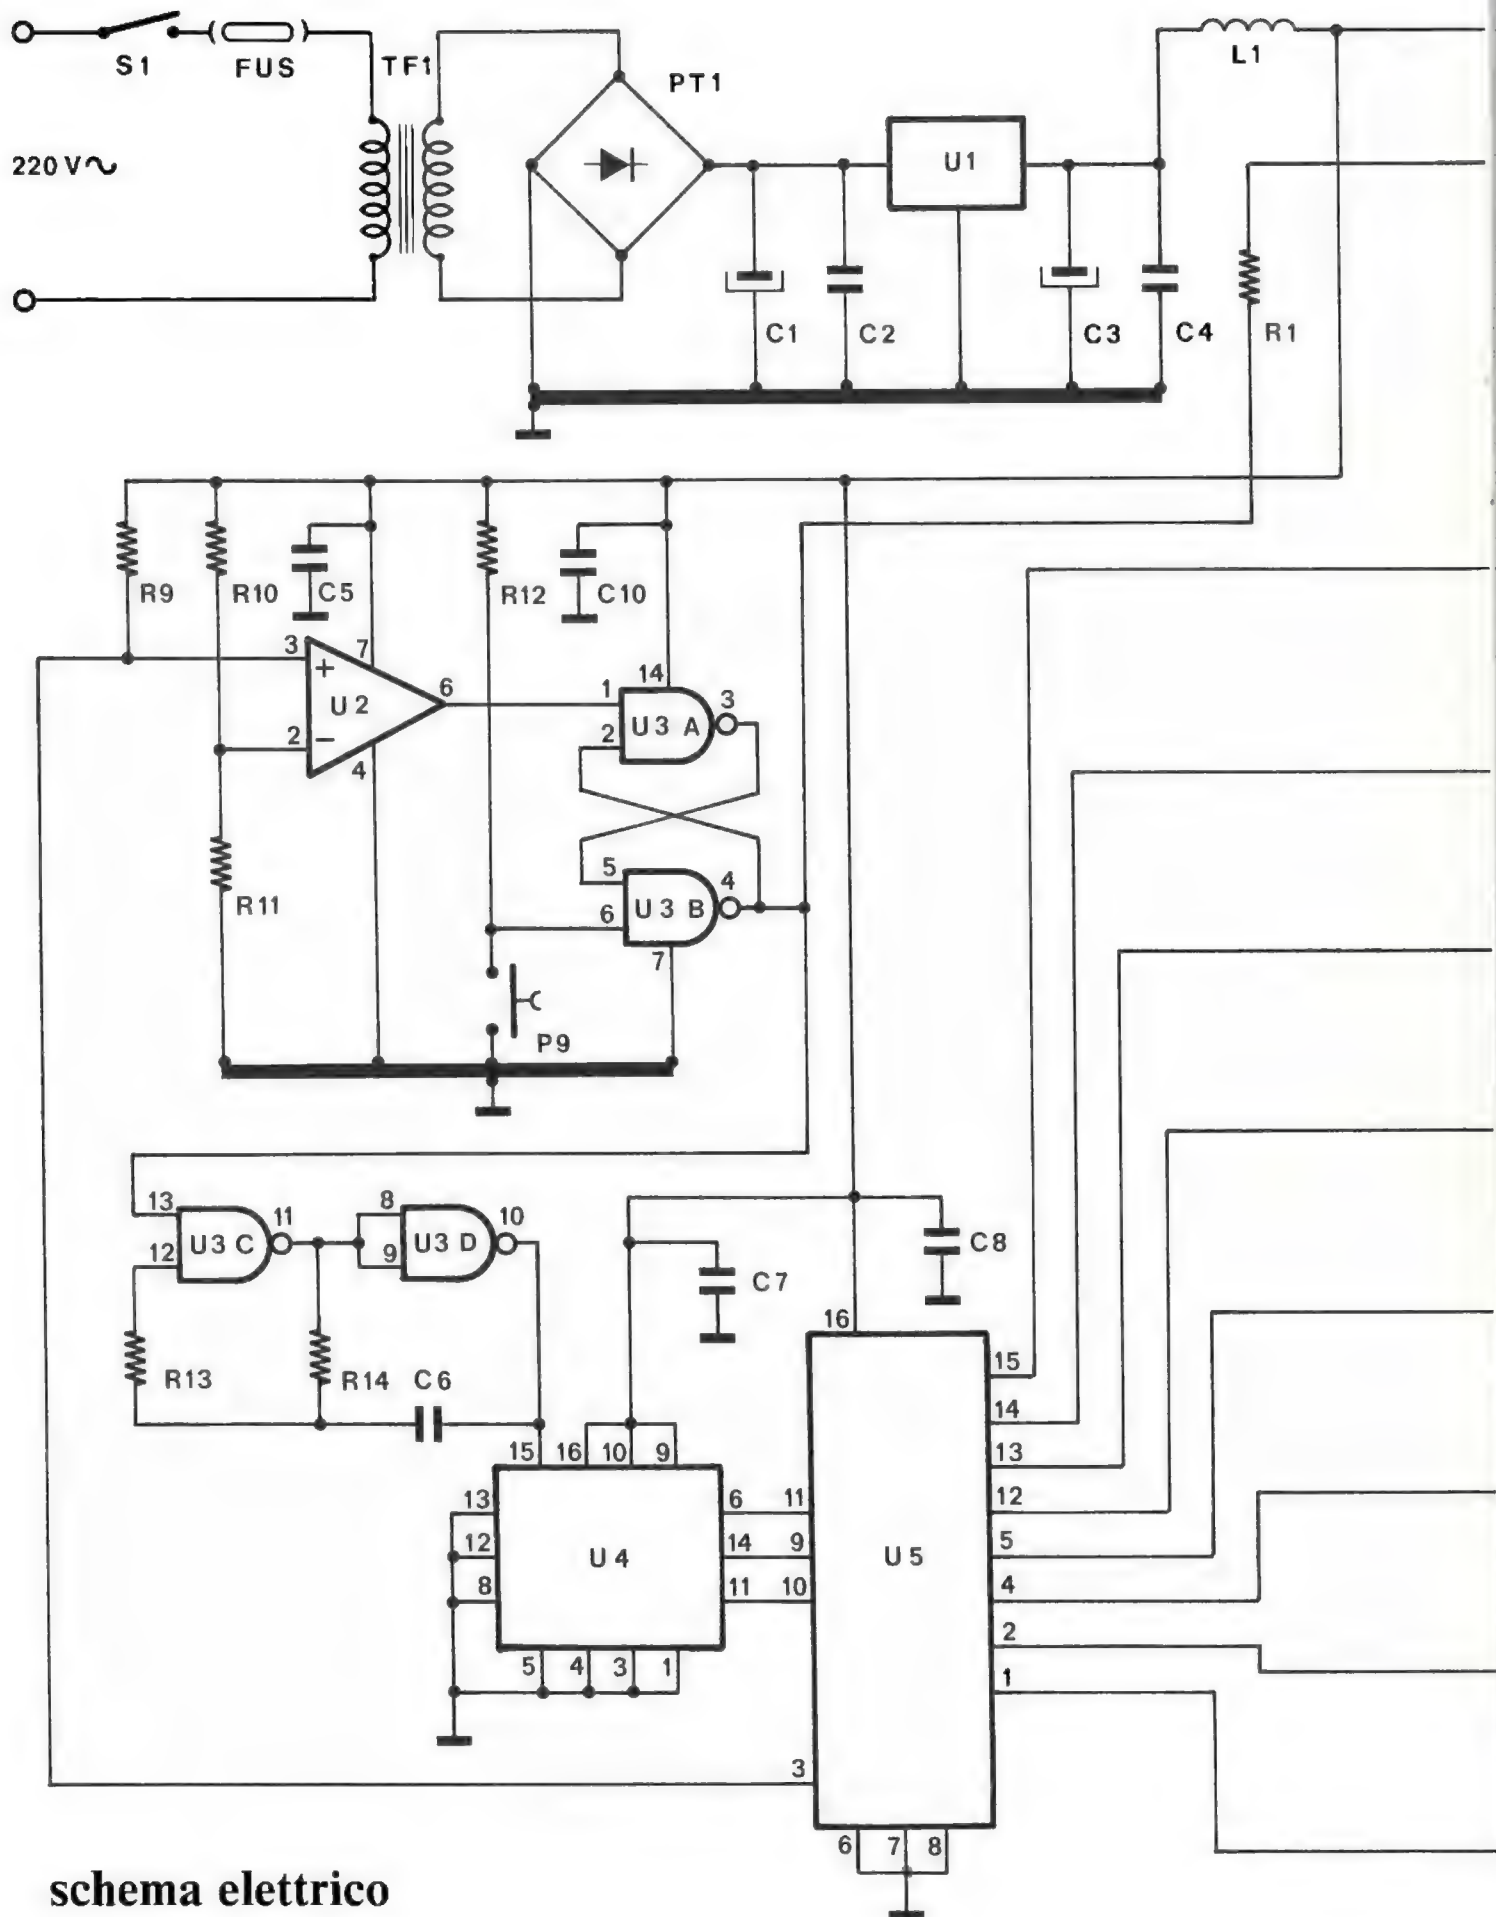 S1 FUS TF1 PT1 L1
220 V~ U1
C1 C2 C3 C4 R1
R9 R10 C5 R12 C10
3 7 14
+ U2 6 1 U3 A 3
2 - 2
4
R11 5 U3 B 4
6
7
P9
13 11 8 10
U3 C U3 D C8
12 9
C7
16
R13 R14 C6 15
14
15 16 10 9 13
13 6 11 12
12 U4 14 9 U5 5
8 11 10 4
2
5 4 3 1 1
3
6 7 8
schema elettrico